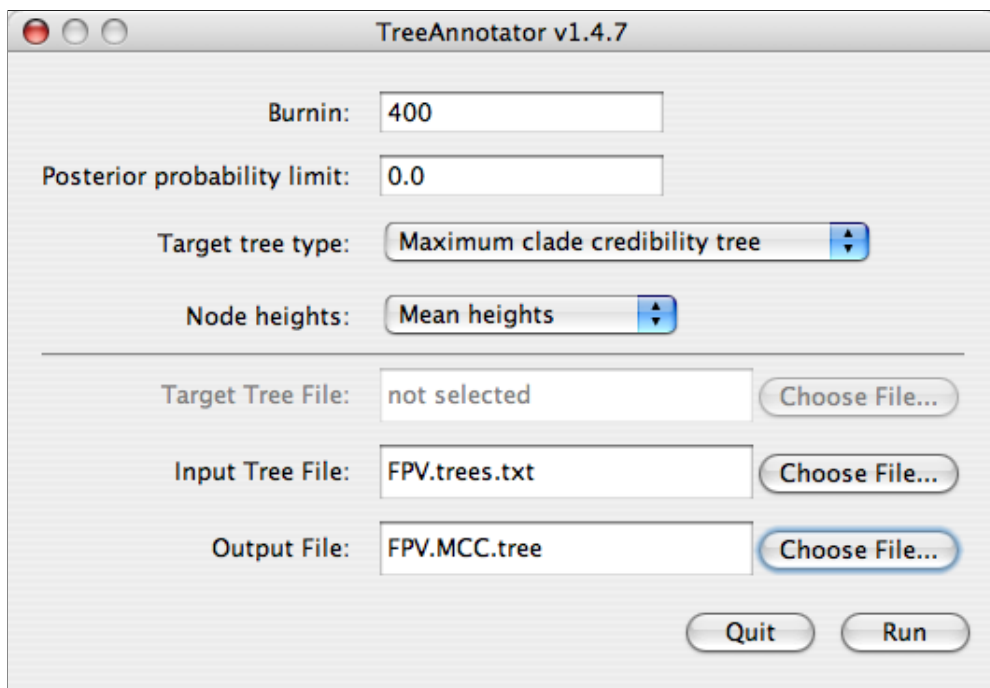 TreeAnnotator v1.4.7
Burnin: 400
Posterior probability limit: 0.0
Target tree type: Maximum clade credibility tree
Node heights: Mean heights
Target Tree File: not selected Choose File...
Input Tree File: FPV.trees.txt Choose File...
Output File: FPV.MCC.tree Choose File...
Quit Run